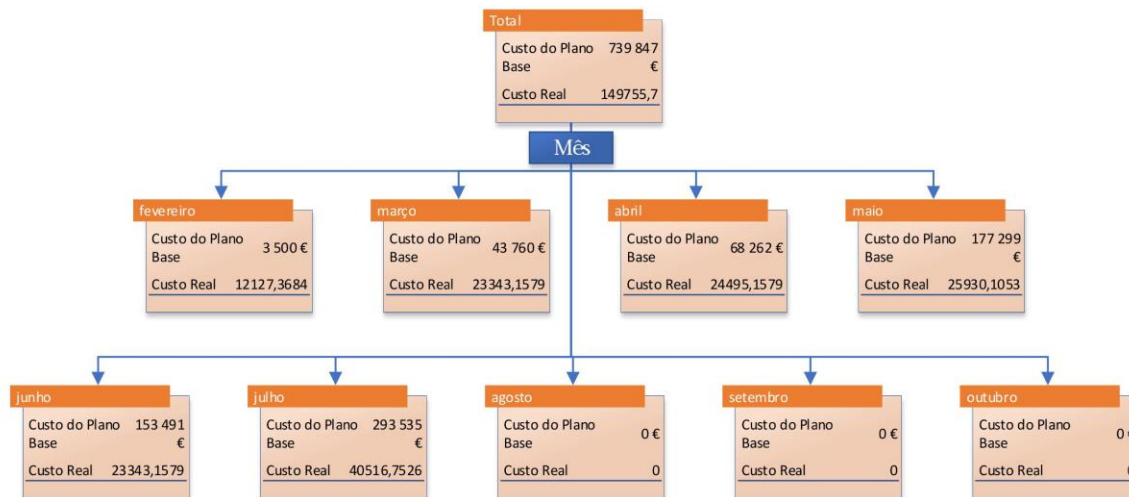 Total
Custo do Plano 739 847
Base €
Custo Real 149755,7
Mês
fevereiro
Custo do Plano
Base 3 500 €
Custo Real 12127,3684
março
Custo do Plano
Base 43 760 €
Custo Real 23343,1579
abril
Custo do Plano
Base 68 262 €
Custo Real 24495,1579
maio
Custo do Plano 177 299
Base €
Custo Real 25930,1053
junho
Custo do Plano 153 491
Base €
Custo Real 23343,1579
julho
Custo do Plano 293 535
Base €
Custo Real 40516,7526
agosto
Custo do Plano
Base 0 €
Custo Real 0
setembro
Custo do Plano
Base 0 €
Custo Real 0
outubro
Custo do Plano
Base 0 €
Custo Real 0